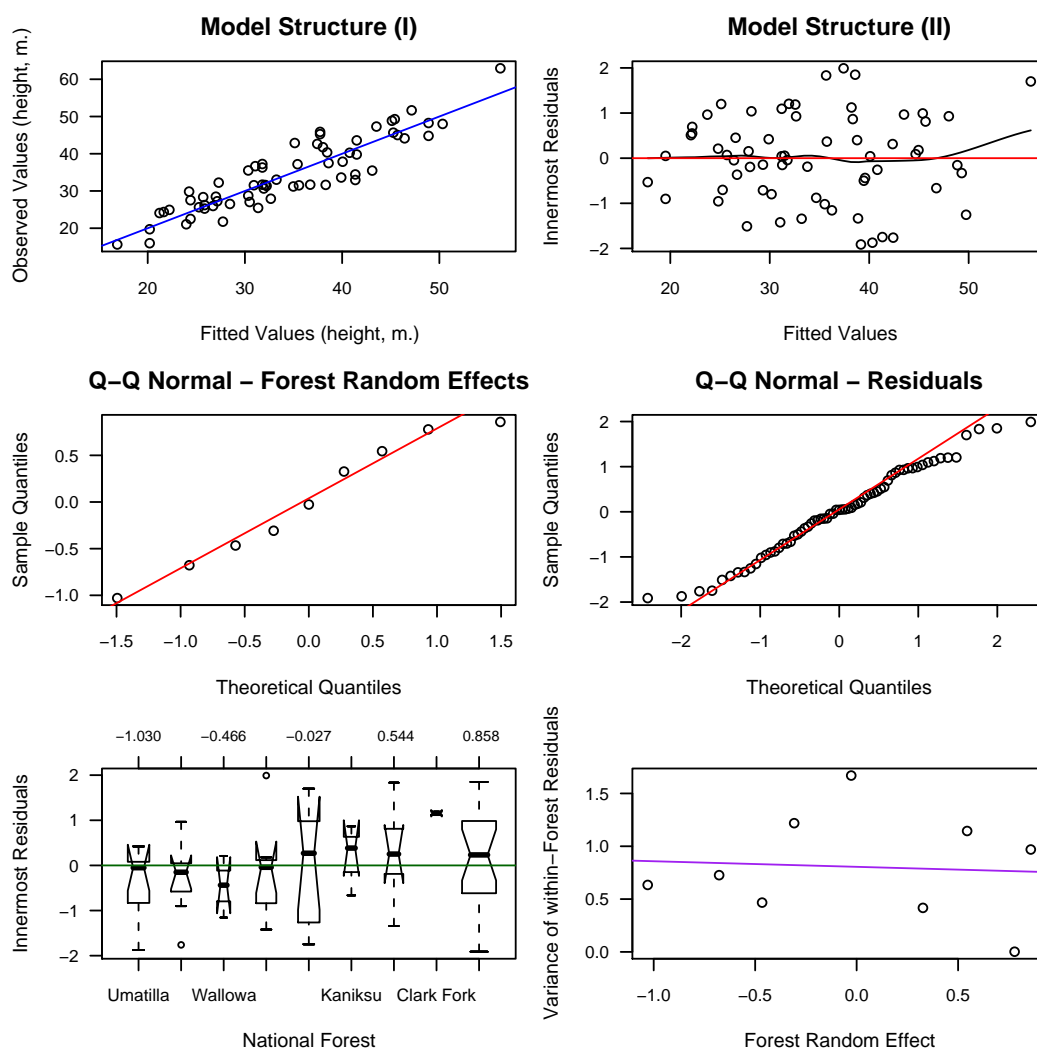 Model Structure (I)
Observed Values (height, m.)
60
50
40
30
20
20 30 40 50
Fitted Values (height, m.)
Model Structure (II)
Innermost Residuals
2
1
0
−1
−2
20 30 40 50
Fitted Values
Q−Q Normal − Forest Random Effects
Sample Quantiles
0.5
0.0
−0.5
−1.0
−1.5 −1.0 −0.5 0.0 0.5 1.0 1.5
Theoretical Quantiles
Q−Q Normal − Residuals
Sample Quantiles
2
1
0
−1
−2
−2 −1 0 1 2
Theoretical Quantiles
−1.030 −0.466 −0.027 0.544 0.858
Innermost Residuals
2
1
0
−1
−2
Umatilla Wallowa Kaniksu Clark Fork
National Forest
Variance of within−Forest Residuals
1.5
1.0
0.5
0.0
−1.0 −0.5 0.0 0.5
Forest Random Effect